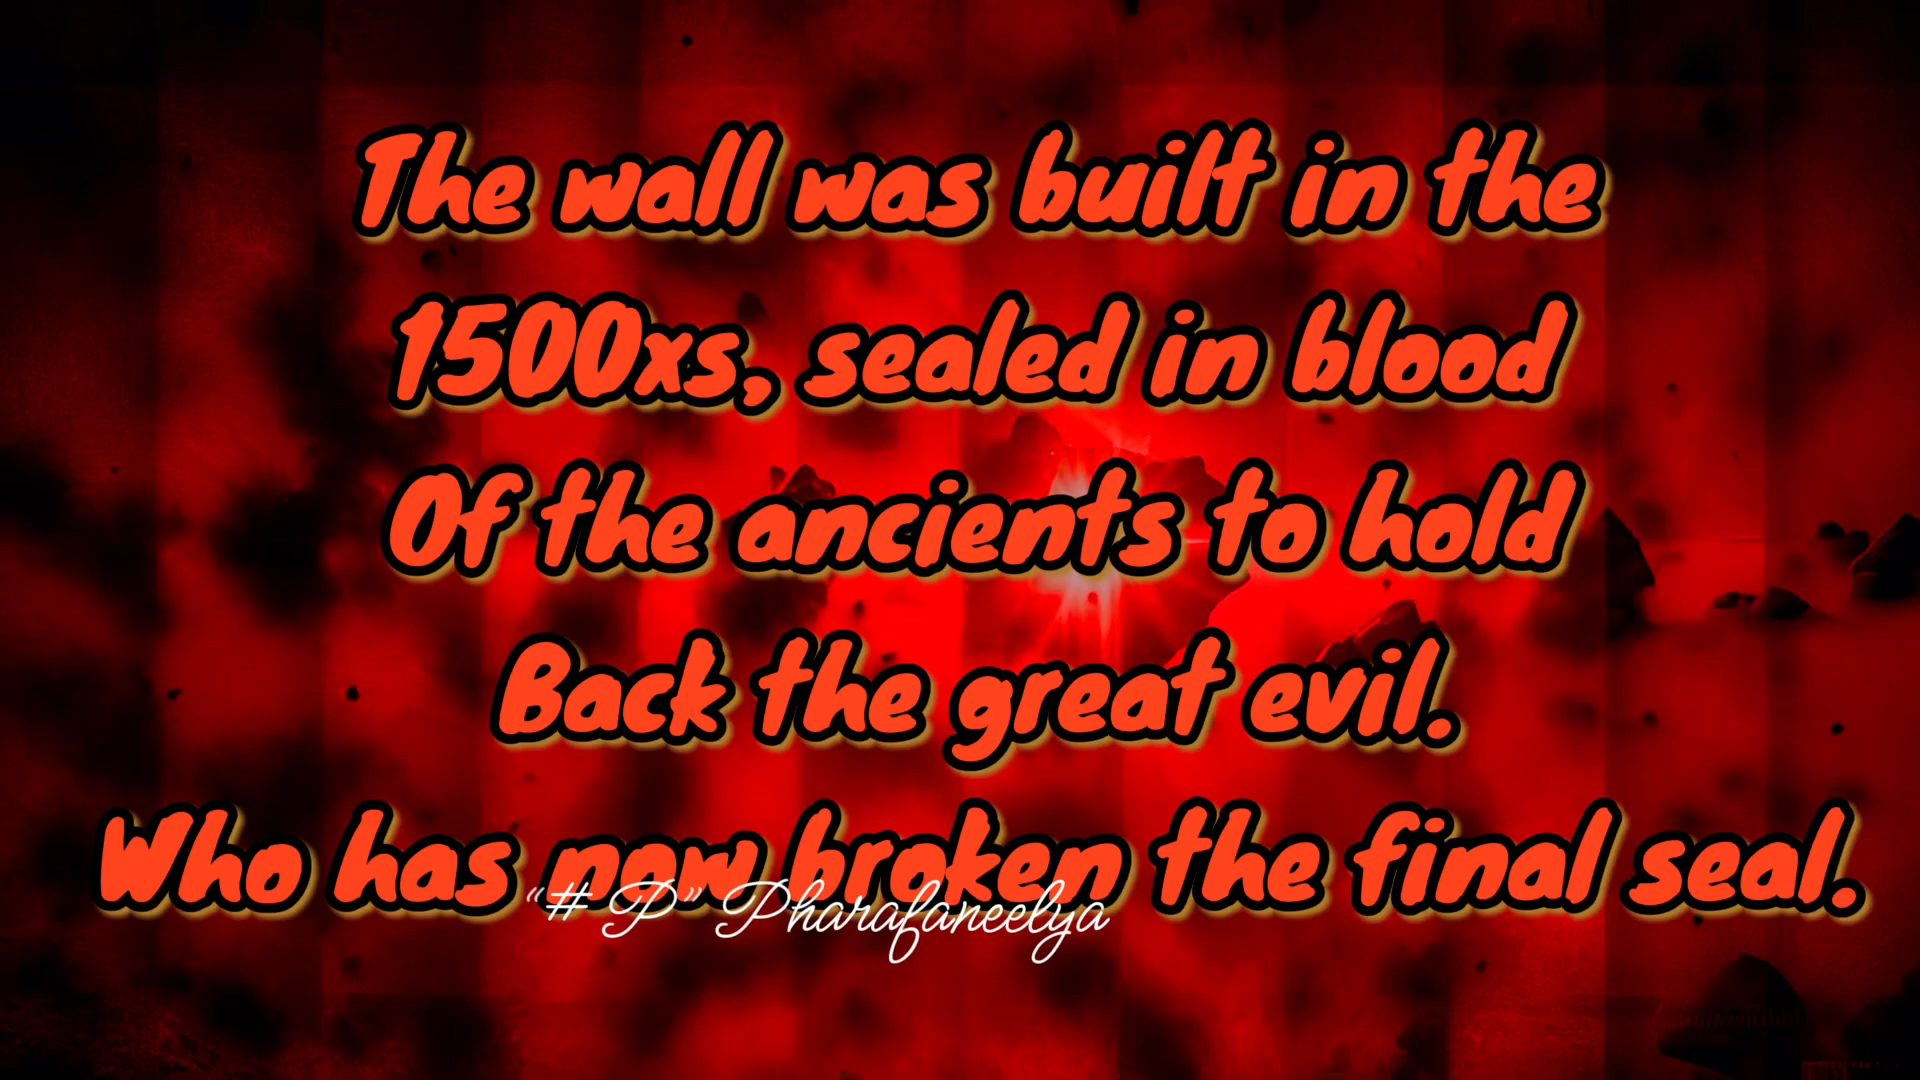 The wall was built in the
1500xs, sealed in blood
Of the ancients to hold
Back the great evil.
Who has now broken the final seal.
“# P” Pharafaneelya